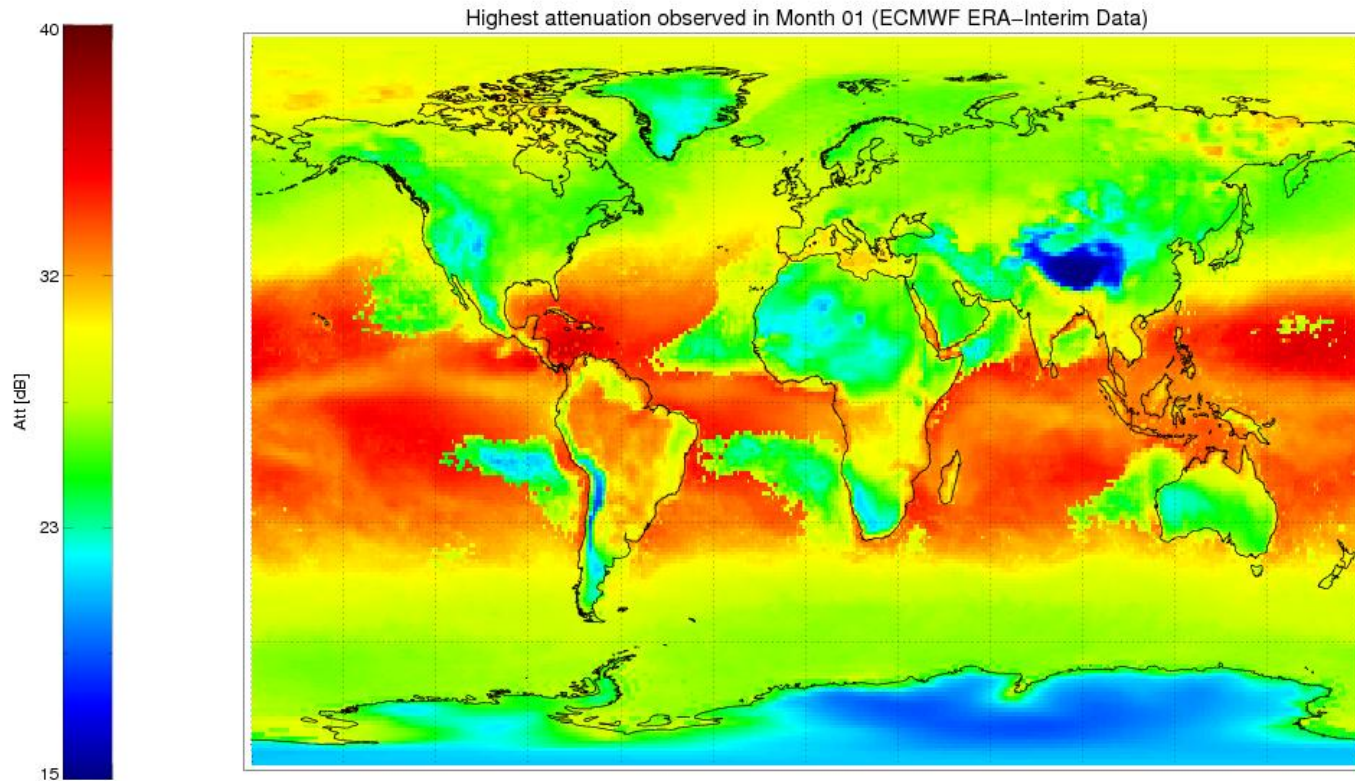 Highest attenuation observed in Month 01 (ECMWF ERA−Interim Data)
40
32
Att [dB]
23
15